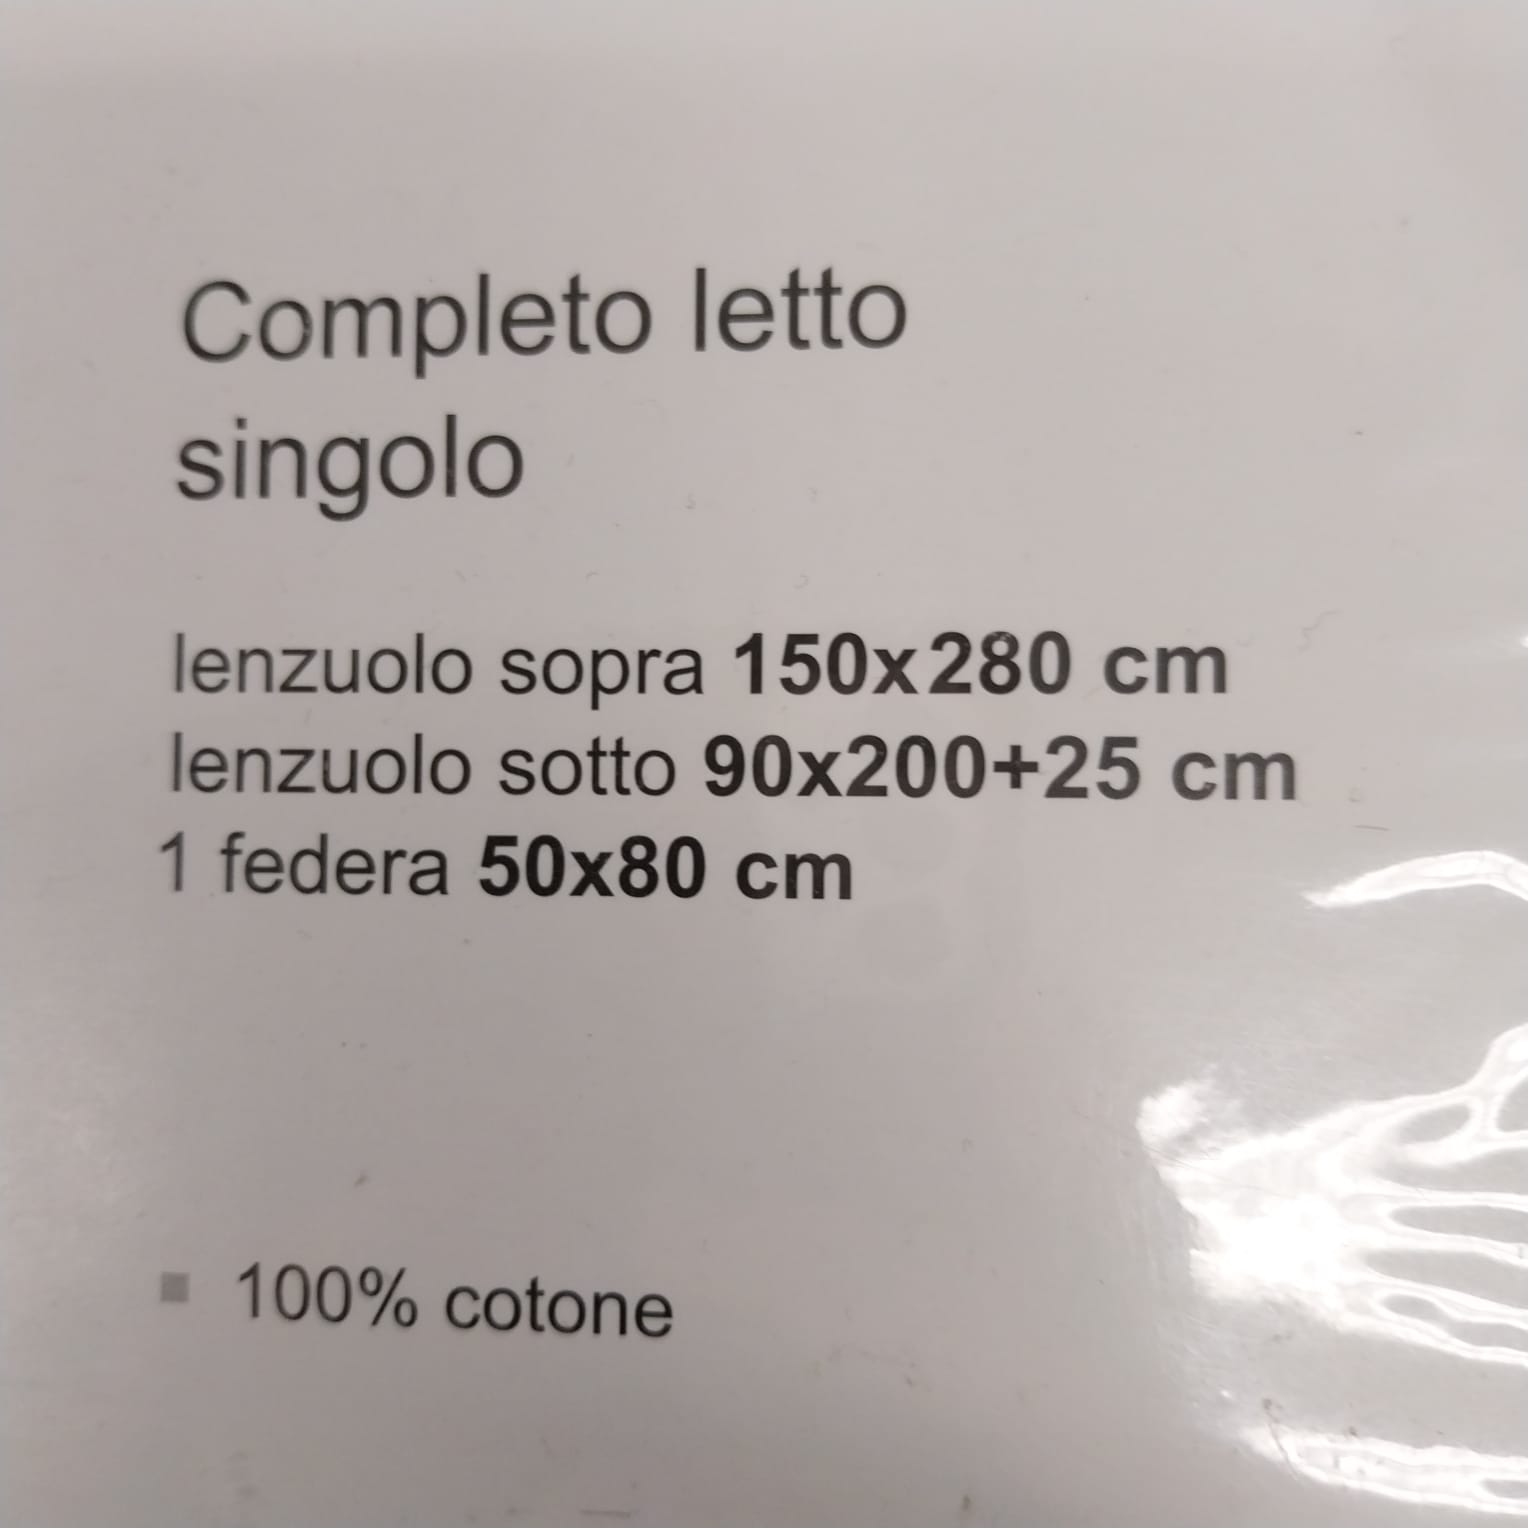 Completo letto
singolo
lenzuolo sopra 150x280 cm
lenzuolo sotto 90x200+25 cm
1 federa 50x80 cm
100% cotone